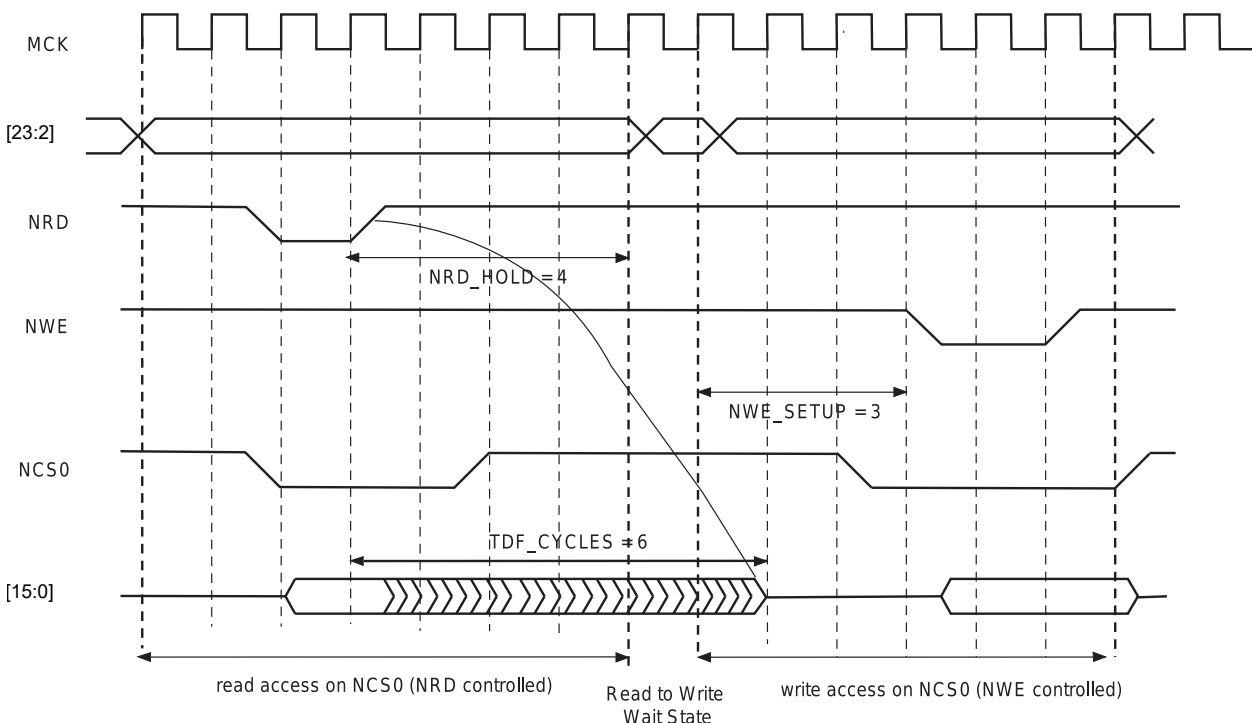 MCK
[23:2]
NRD
NRD_HOLD = 4
NWE
NWE_SETUP = 3
NCS0
TDF_CYCLES = 6
[15:0]
read access on NCS0 (NRD controlled)
Read to Write
Wait State
write access on NCS0 (NWE controlled)